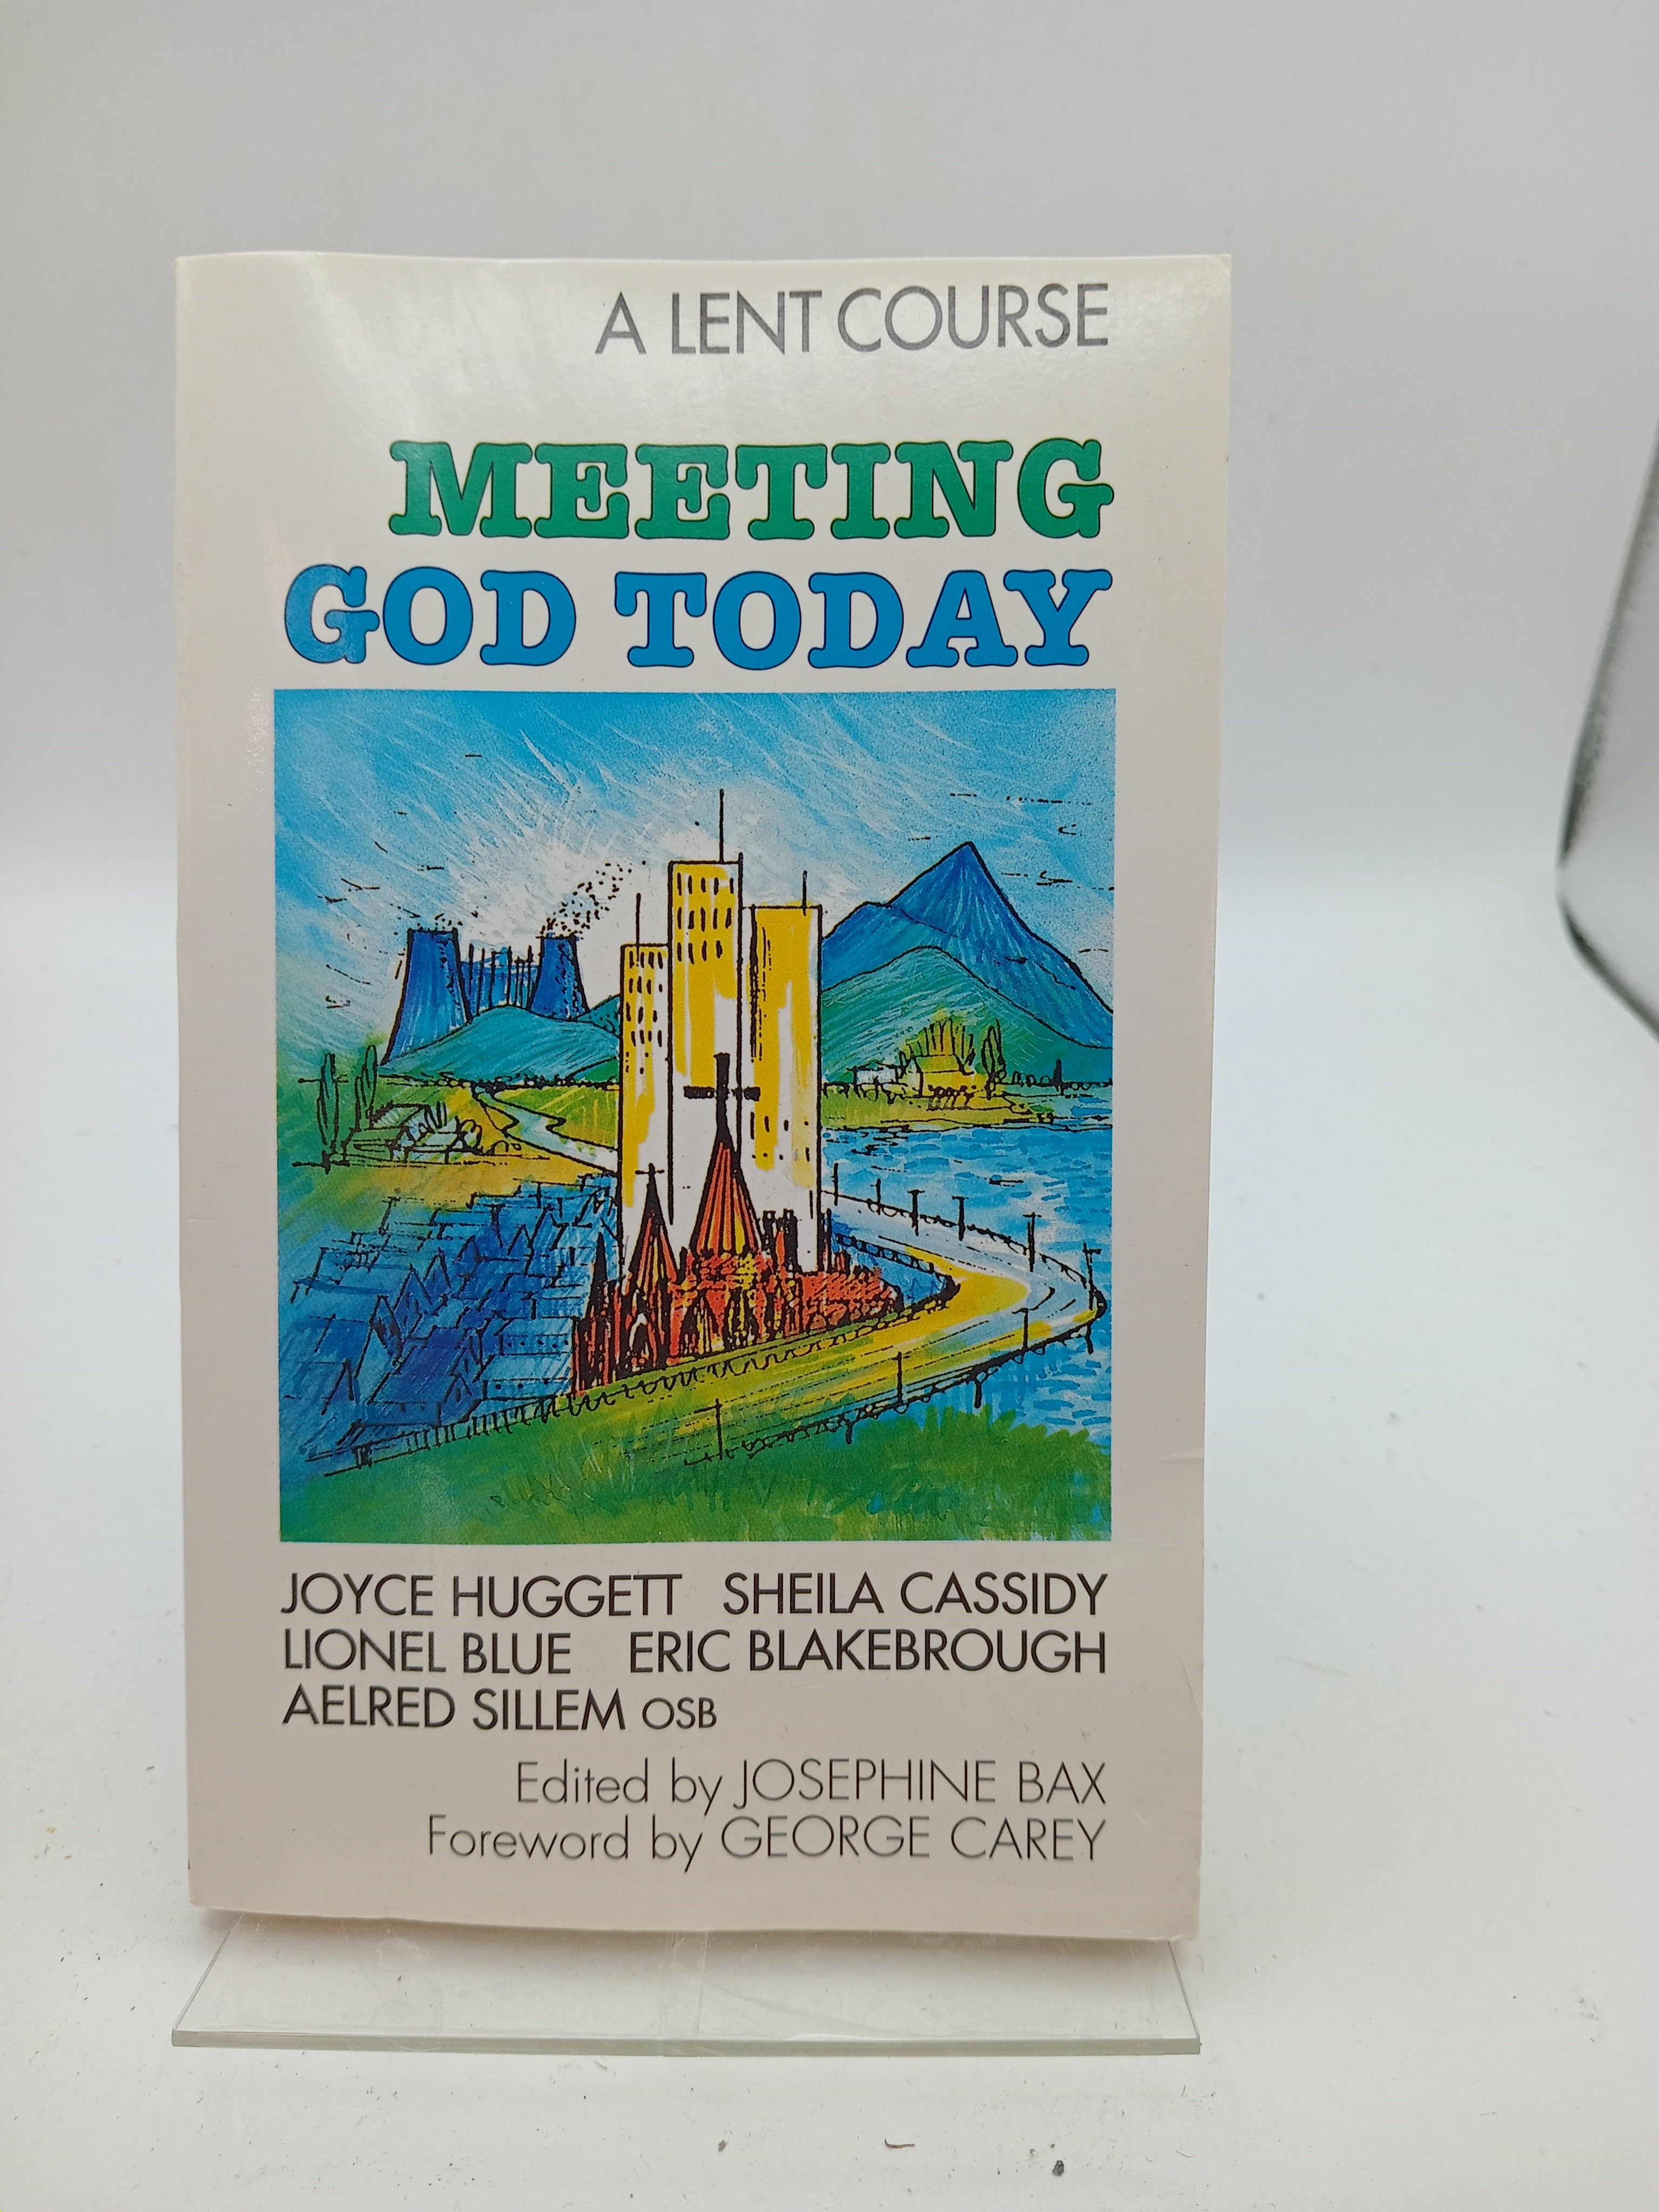 A LENT COURSE
MEETING
GOD TODAY
JOYCE HUGGETT SHEILA CASSIDY
LIONEL BLUE ERIC BLAKEBROUGH
AELRED SILLEM OSB
Edited by JOSEPHINE BAX
Foreword by GEORGE CAREY